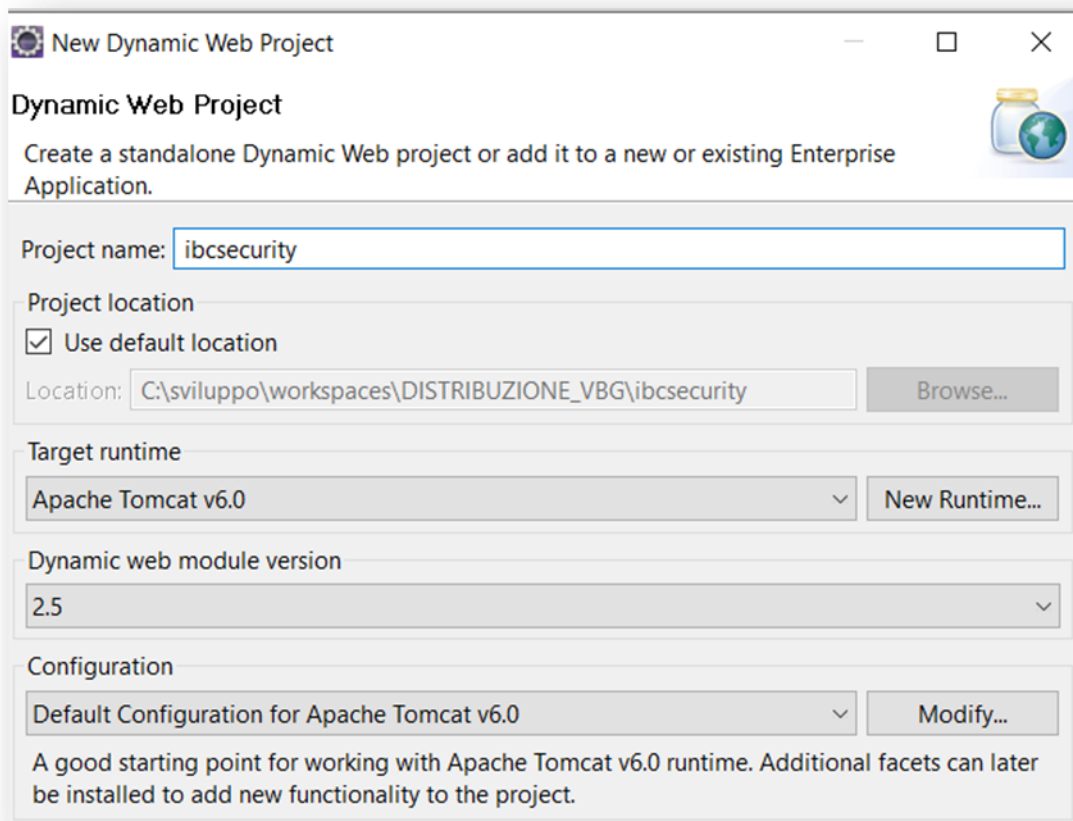 New Dynamic Web Project
Dynamic Web Project
Create a standalone Dynamic Web project or add it to a new or existing Enterprise
Application.
Project name: ibcsecurity
Project location
Use default location
Location: C:\sviluppo\workspaces\DISTRIBUZIONE_VBG\ibcsecurity Browse...
Target runtime
Apache Tomcat v6.0 New Runtime...
Dynamic web module version
2.5
Configuration
Default Configuration for Apache Tomcat v6.0 Modify...
A good starting point for working with Apache Tomcat v6.0 runtime. Additional facets can later
be installed to add new functionality to the project.